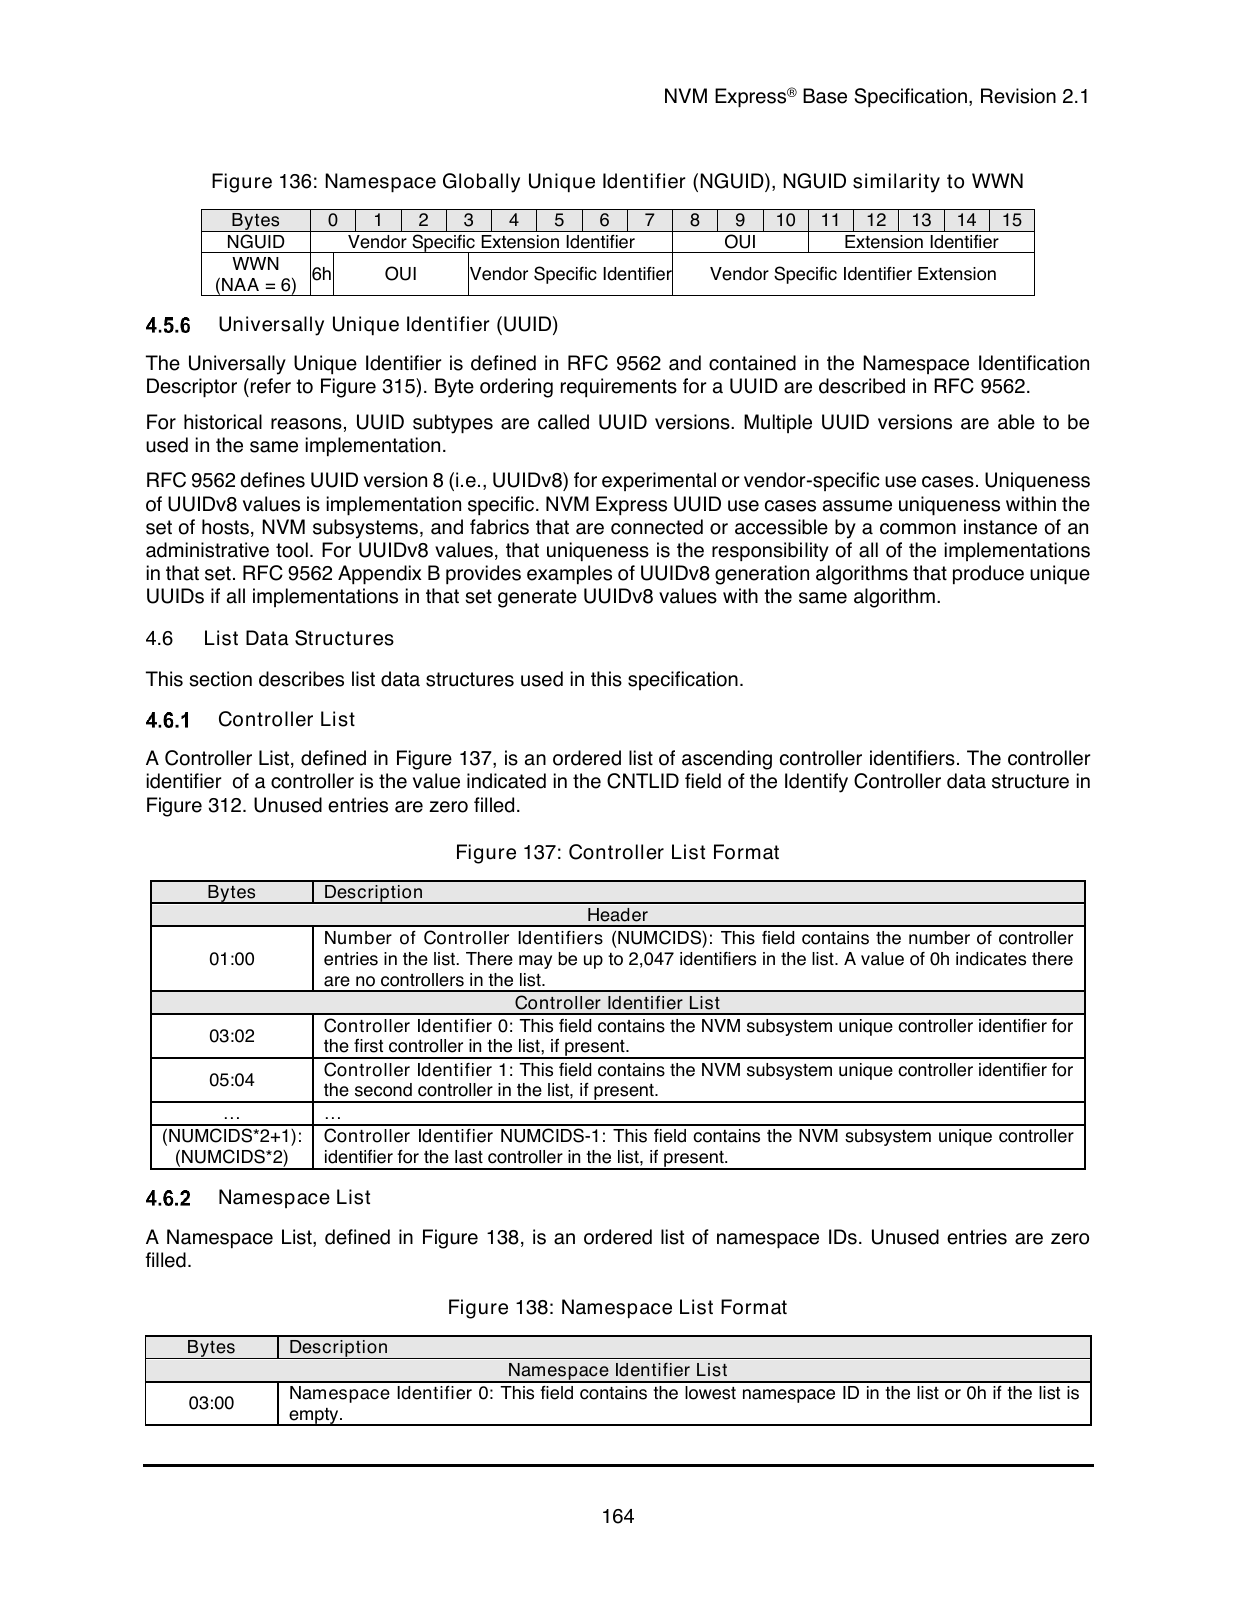 NVM Express® Base Specification, Revision 2.1
Figure 136: Namespace Globally Unique Identifier (NGUID), NGUID similarity to WWN
Bytes 0 1 2 3 4 5 6 7 8 9 10 11 12 13 14 15
NGUID Vendor Specific Extension Identifier OUI Extension Identifier
WWN
(NAA = 6) 6h OUI Vendor Specific Identifier Vendor Specific Identifier Extension
4.5.6 Universally Unique Identifier (UUID)
The Universally Unique Identifier is defined in RFC 9562 and contained in the Namespace Identification
Descriptor (refer to Figure 315). Byte ordering requirements for a UUID are described in RFC 9562.
For historical reasons, UUID subtypes are called UUID versions. Multiple UUID versions are able to be
used in the same implementation.
RFC 9562 defines UUID version 8 (i.e., UUIDv8) for experimental or vendor-specific use cases. Uniqueness
of UUIDv8 values is implementation specific. NVM Express UUID use cases assume uniqueness within the
set of hosts, NVM subsystems, and fabrics that are connected or accessible by a common instance of an
administrative tool. For UUIDv8 values, that uniqueness is the responsibility of all of the implementations
in that set. RFC 9562 Appendix B provides examples of UUIDv8 generation algorithms that produce unique
UUIDs if all implementations in that set generate UUIDv8 values with the same algorithm.
4.6 List Data Structures
This section describes list data structures used in this specification.
4.6.1 Controller List
A Controller List, defined in Figure 137, is an ordered list of ascending controller identifiers. The controller
identifier of a controller is the value indicated in the CNTLID field of the Identify Controller data structure in
Figure 312. Unused entries are zero filled.
Figure 137: Controller List Format
Bytes Description
Header
01:00 Number of Controller Identifiers (NUMCIDS): This field contains the number of controller
entries in the list. There may be up to 2,047 identifiers in the list. A value of 0h indicates there
are no controllers in the list.
Controller Identifier List
03:02 Controller Identifier 0: This field contains the NVM subsystem unique controller identifier for
the first controller in the list, if present.
05:04 Controller Identifier 1: This field contains the NVM subsystem unique controller identifier for
the second controller in the list, if present.
… …
(NUMCIDS*2+1): Controller Identifier NUMCIDS-1: This field contains the NVM subsystem unique controller
(NUMCIDS*2) identifier for the last controller in the list, if present.
4.6.2 Namespace List
A Namespace List, defined in Figure 138, is an ordered list of namespace IDs. Unused entries are zero
filled.
Figure 138: Namespace List Format
Bytes Description
Namespace Identifier List
03:00 Namespace Identifier 0: This field contains the lowest namespace ID in the list or 0h if the list is
empty.
164